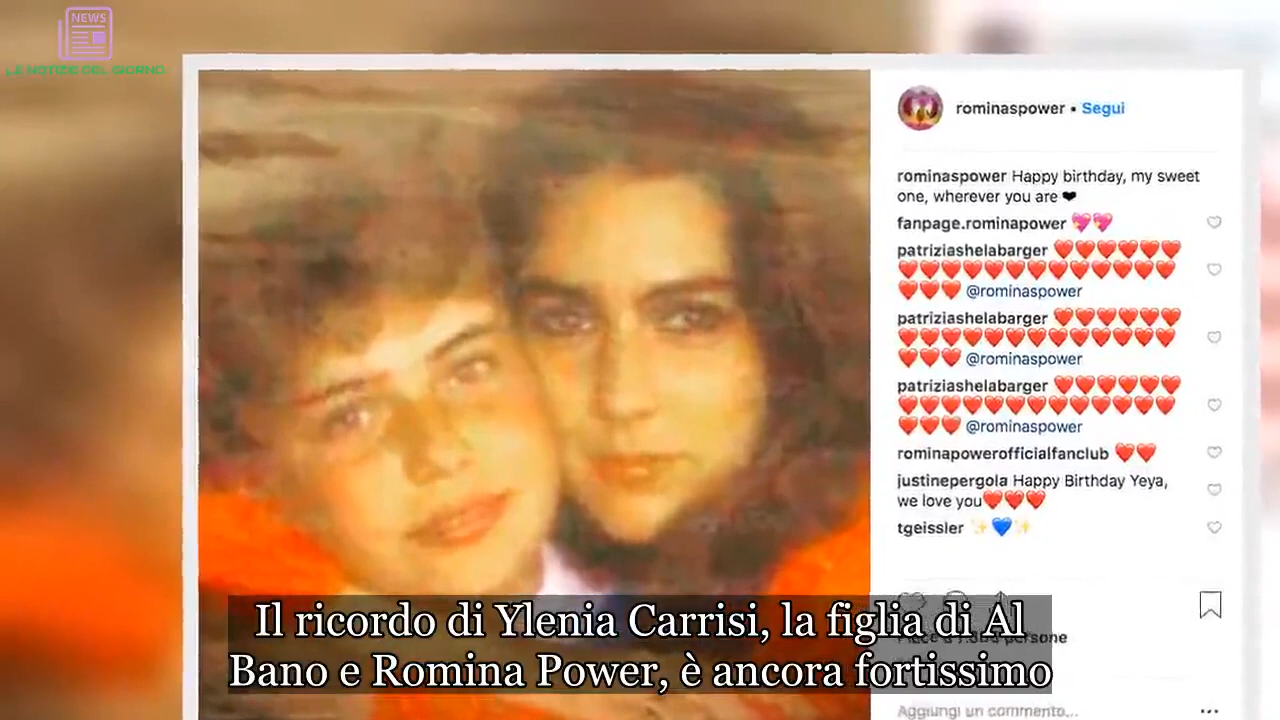 NEWS
LE NOTIZIE DEL GIORNO
rominaspower • Segui
rominaspower Happy birthday, my sweet
one, wherever you are ❤
fanpage.rominapower 💖💖
patriziashelabarger ❤️❤️❤️❤️❤️❤️
❤️❤️❤️❤️❤️❤️❤️❤️❤️❤️❤️❤️❤️
❤️❤️❤️ @rominaspower
patriziashelabarger ❤️❤️❤️❤️❤️❤️
❤️❤️❤️❤️❤️❤️❤️❤️❤️❤️❤️❤️❤️
❤️❤️❤️ @rominaspower
patriziashelabarger ❤️❤️❤️❤️❤️❤️
❤️❤️❤️❤️❤️❤️❤️❤️❤️❤️❤️❤️❤️
❤️❤️❤️ @rominaspower
rominapowerofficialfanclub ❤️❤️
justinepergola Happy Birthday Yeya,
we love you❤️❤️❤️
tgeissler ✨💙✨
persone
Aggiungi un commento...
Il ricordo di Ylenia Carrisi, la figlia di Al
Bano e Romina Power, è ancora fortissimo